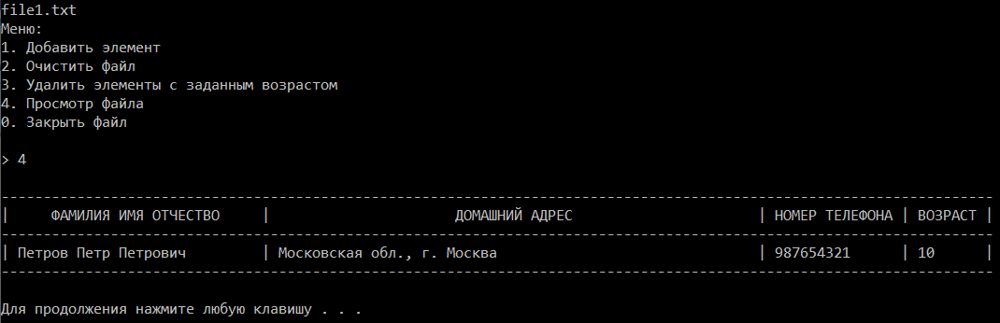 file1.txt
Меню:
1. Добавить элемент
2. Очистить файл
3. Удалить элементы с заданным возрастом
4. Просмотр файла
0. Закрыть файл
> 4
| ФАМИЛИЯ ИМЯ ОТЧЕСТВО | ДОМАШНИЙ АДРЕС | НОМЕР ТЕЛЕФОНА | ВОЗРАСТ |
| Петров Петр Петрович | Московская обл., г. Москва | 987654321 | 10 |
Для продолжения нажмите любую клавишу . . .